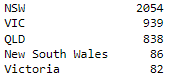 NSW 2054
VIC 939
QLD 838
New South Wales 86
Victoria 82